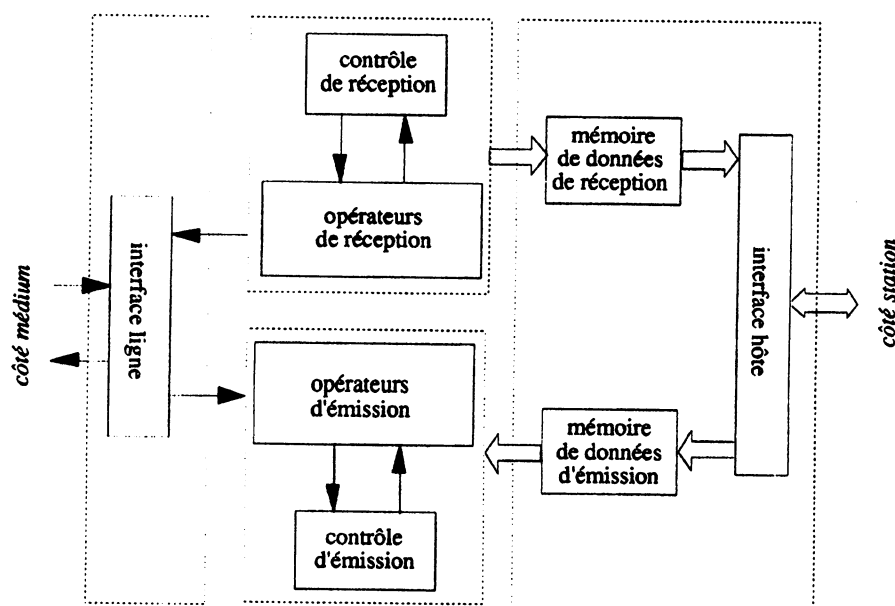 contrôle
de réception
mémoire
de données
de réception
opérateurs
de réception
interface ligne
côté médium
interface hôte
côté station
opérateurs
d'émission
mémoire
de données
d'émission
contrôle
d'émission